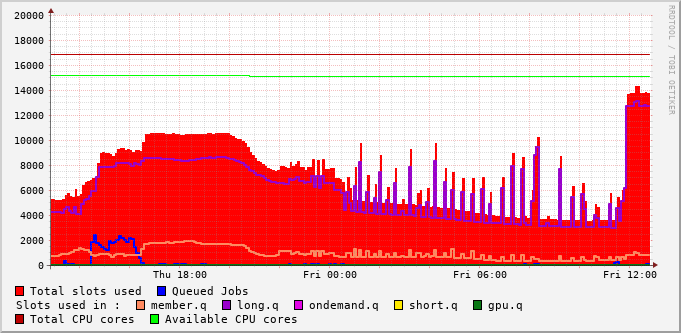 20000
18000
16000
14000
12000
10000
8000
6000
4000
2000
0
Thu 18:00 Fri 00:00 Fri 06:00 Fri 12:00
RRDTOOL / TOBI OETIKER
Total slots used Queued Jobs
Slots used in : member.q long.q ondemand.q short.q gpu.q
Total CPU cores Available CPU cores